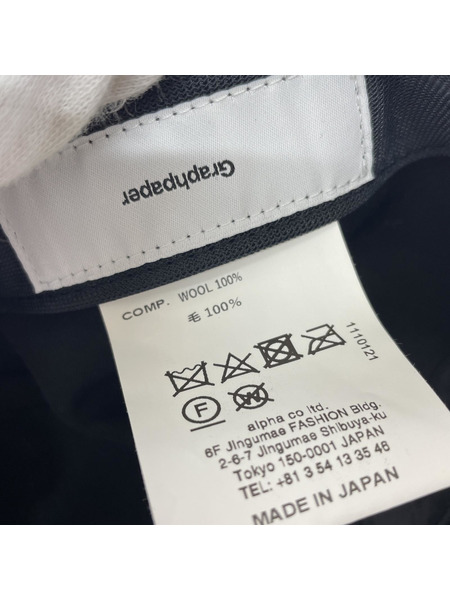 Graphpaper
COMP. WOOL 100%
毛 100%
1110121
F
W
alpha co ltd.
6F Jingumae FASHION Bldg.
2-6-7 Jingumae Shibuya-ku
Tokyo 150-0001 JAPAN
TEL: +81 3 54 13 35 46
MADE IN JAPAN